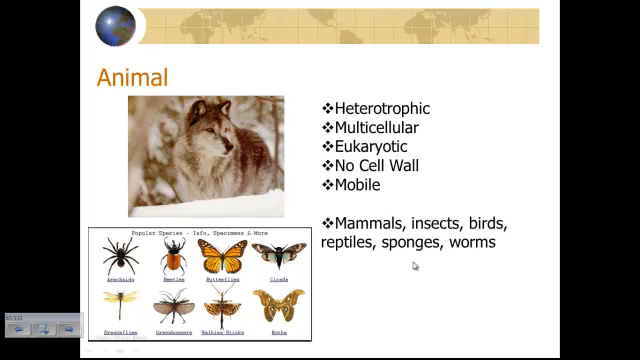 Animal
❖Heterotrophic
❖Multicellular
❖Eukaryotic
❖No Cell Wall
❖Mobile
❖Mammals, insects, birds,
reptiles, sponges, worms
Popular Species - Info, Specimens & More
Arachnids Beetles Butterflies Cicada
Dragonflies Grasshoppers Walking Sticks Moths